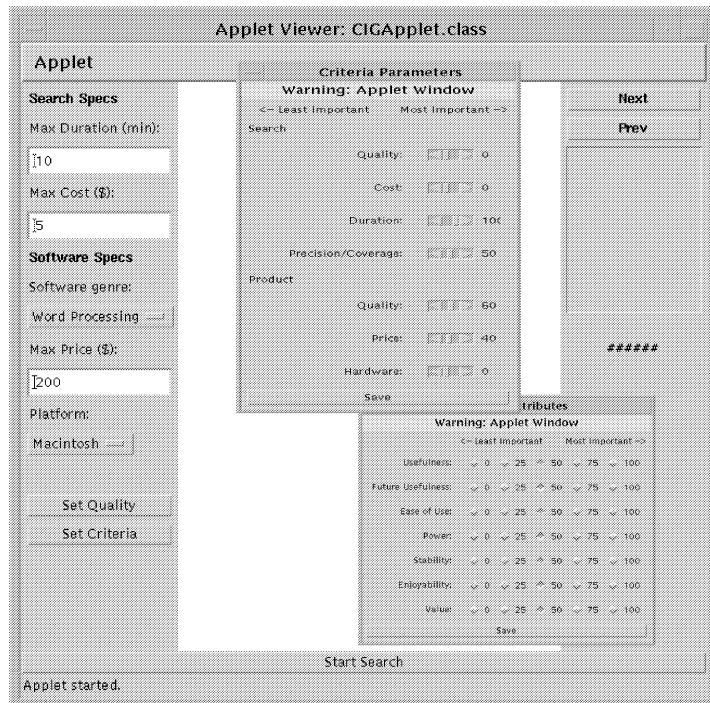 Applet Viewer: CIGApplet.class
Applet
Search Specs
Max Duration (min):
10
Max Cost ($):
5
Software Specs
Software genre:
Word Processing
Max Price ($):
200
Platform:
Macintosh
Set Quality
Set Criteria
Criteria Parameters
Warning: Applet Window
<-- Least Important Most Important -->
Search
Quality: 0
Cost: 0
Duration: 100
Precision/Coverage: 50
Product
Quality: 60
Price: 40
Hardware: 0
Save
Next
Prev
######
tributes
Warning: Applet Window
<-- Least Important Most Important -->
Usefulness: 0 25 50 75 100
Future Usefulness: 0 25 50 75 100
Ease of Use: 0 25 50 75 100
Power: 0 25 50 75 100
Stability: 0 25 50 75 100
Enjoyability: 0 25 50 75 100
Value: 0 25 50 75 100
Save
Start Search
Applet started.